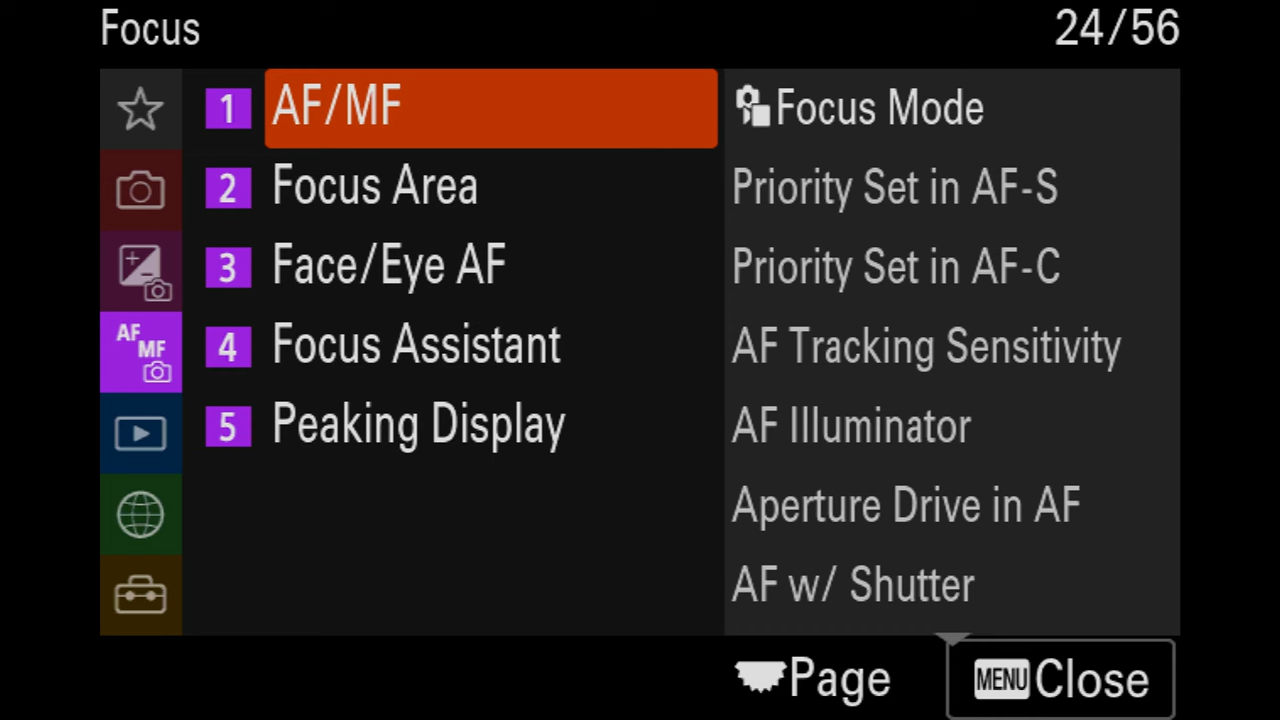 Focus
24/56
1 AF/MF
2 Focus Area
3 Face/Eye AF
4 Focus Assistant
5 Peaking Display
AF MF
Focus Mode
Priority Set in AF-S
Priority Set in AF-C
AF Tracking Sensitivity
AF Illuminator
Aperture Drive in AF
AF w/ Shutter
Page
MENU Close